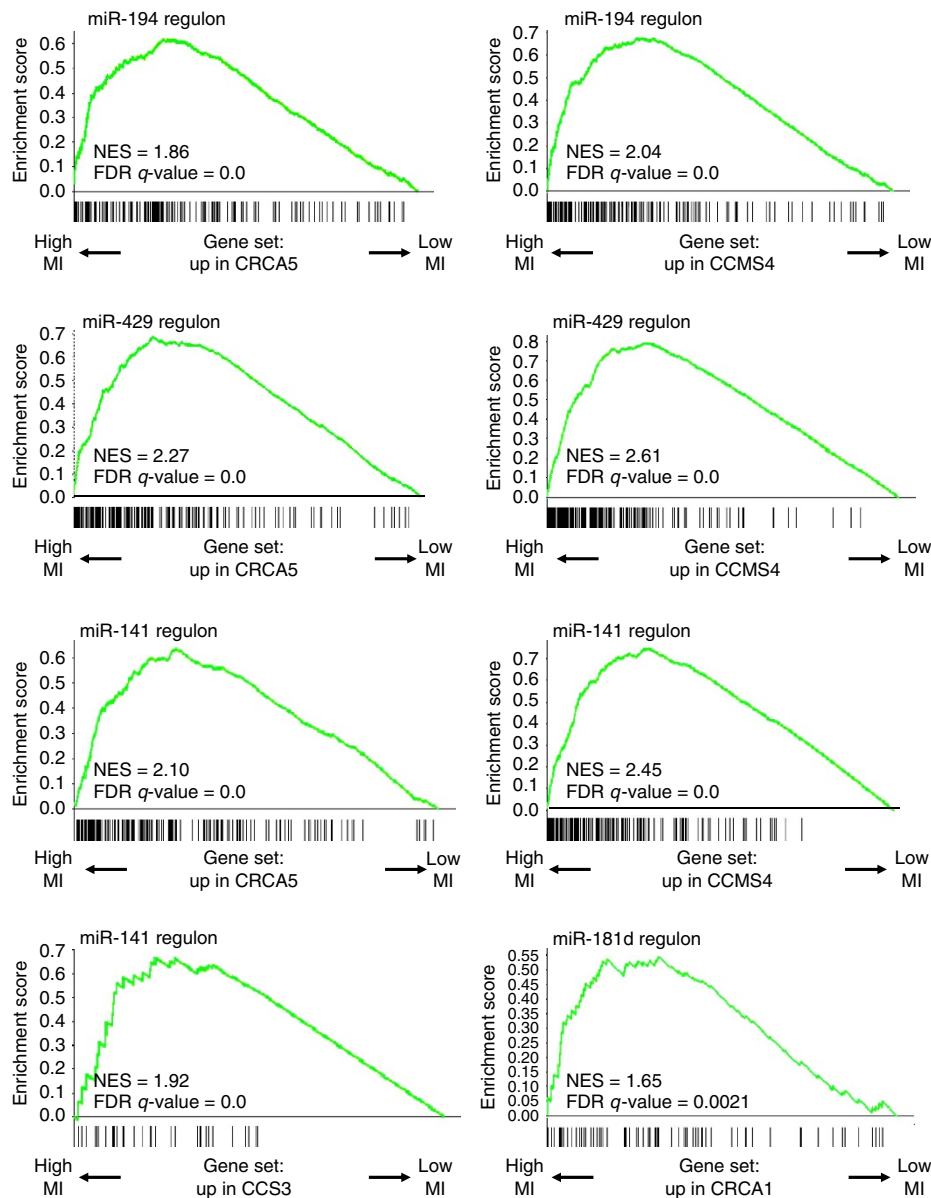 miR-194 regulon
Enrichment score
0.6
0.5
0.4
0.3
0.2
0.1
0.0
NES = 1.86
FDR q-value = 0.0
High MI
Gene set: up in CRCA5
Low MI
miR-194 regulon
Enrichment score
0.7
0.6
0.5
0.4
0.3
0.2
0.1
0.0
NES = 2.04
FDR q-value = 0.0
High MI
Gene set: up in CCMS4
Low MI
miR-429 regulon
Enrichment score
0.7
0.6
0.5
0.4
0.3
0.2
0.1
0.0
NES = 2.27
FDR q-value = 0.0
High MI
Gene set: up in CRCA5
Low MI
miR-429 regulon
Enrichment score
0.8
0.7
0.6
0.5
0.4
0.3
0.2
0.1
0.0
NES = 2.61
FDR q-value = 0.0
High MI
Gene set: up in CCMS4
Low MI
miR-141 regulon
Enrichment score
0.6
0.5
0.4
0.3
0.2
0.1
0.0
NES = 2.10
FDR q-value = 0.0
High MI
Gene set: up in CRCA5
Low MI
miR-141 regulon
Enrichment score
0.7
0.6
0.5
0.4
0.3
0.2
0.1
0.0
NES = 2.45
FDR q-value = 0.0
High MI
Gene set: up in CCMS4
Low MI
miR-141 regulon
Enrichment score
0.7
0.6
0.5
0.4
0.3
0.2
0.1
0.0
NES = 1.92
FDR q-value = 0.0
High MI
Gene set: up in CCS3
Low MI
miR-181d regulon
Enrichment score
0.55
0.50
0.45
0.40
0.35
0.30
0.25
0.20
0.15
0.10
0.05
0.00
NES = 1.65
FDR q-value = 0.0021
High MI
Gene set: up in CRCA1
Low MI